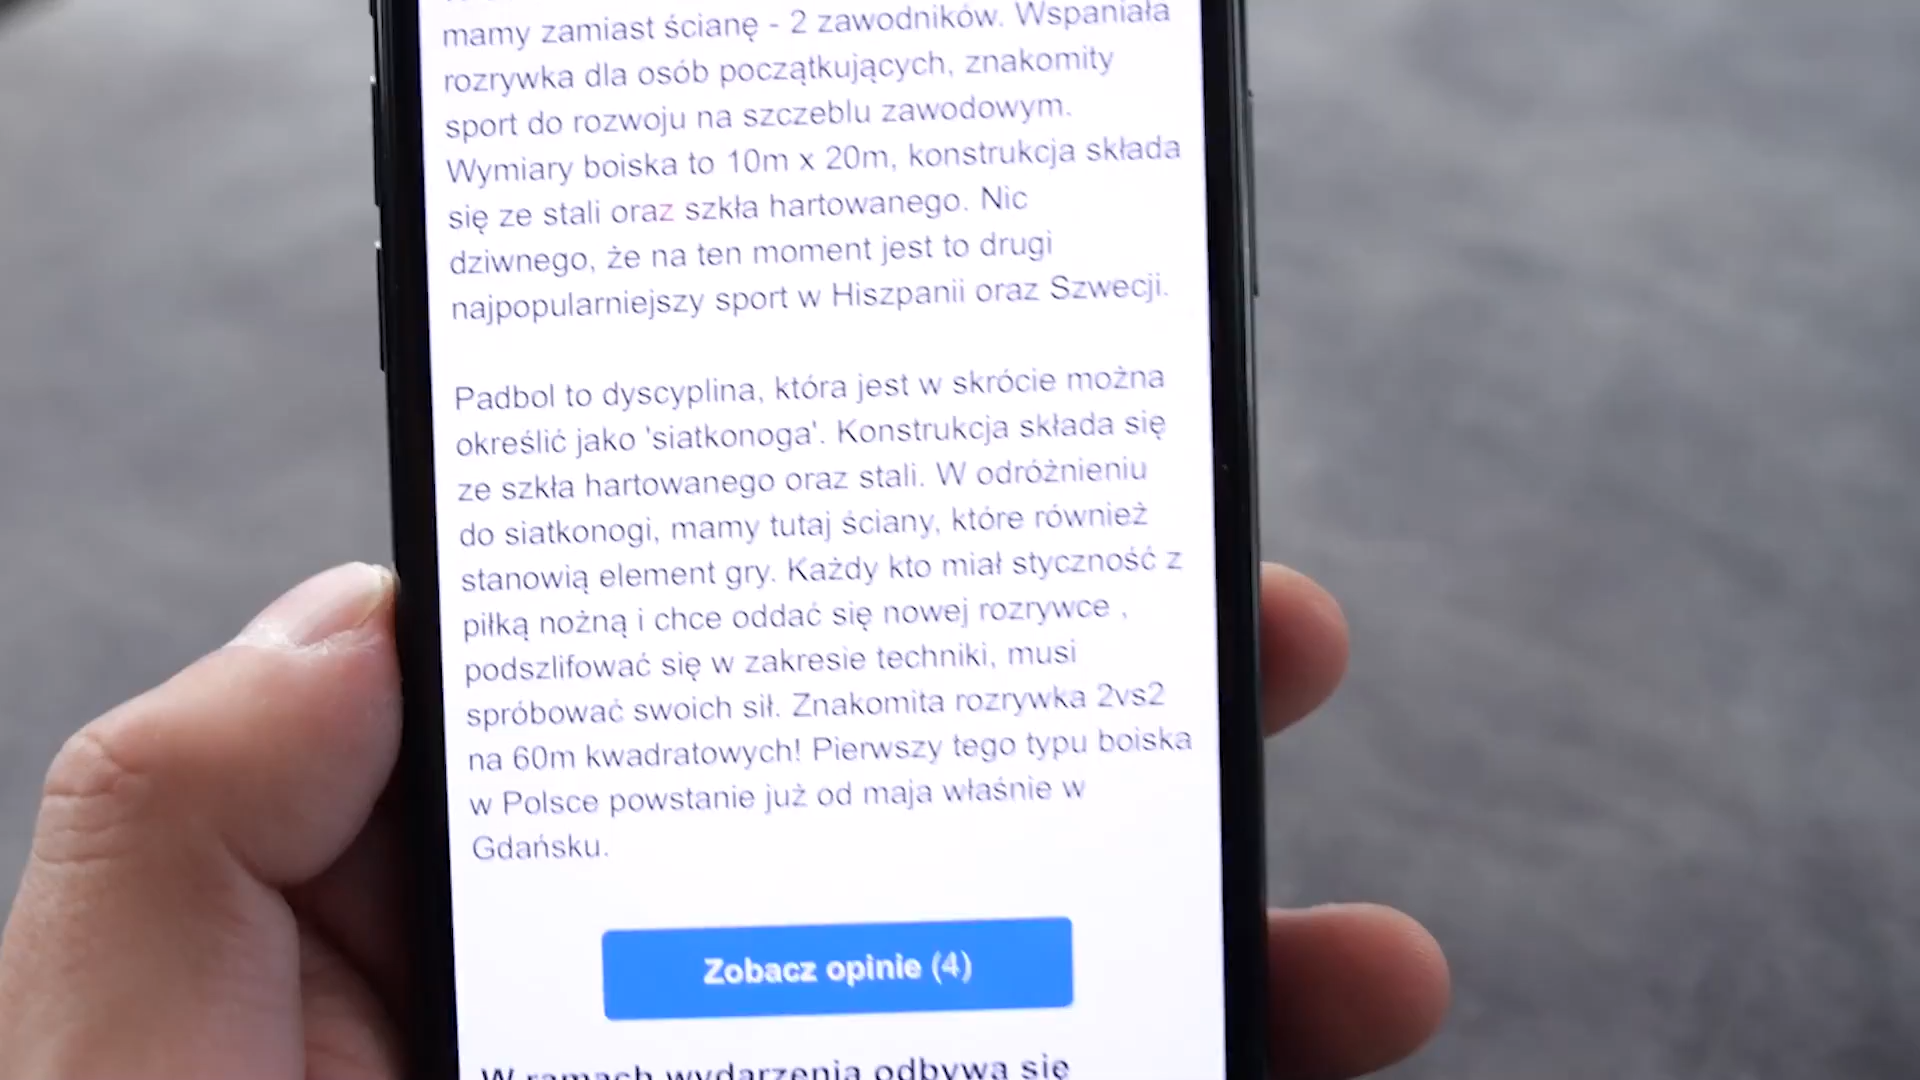 mamy zamiast ścianę - 2 zawodników. Wspaniała
rozrywka dla osób początkujących, znakomity
sport do rozwoju na szczeblu zawodowym.
Wymiary boiska to 10m x 20m, konstrukcja składa
się ze stali oraz szkła hartowanego. Nic
dziwnego, że na ten moment jest to drugi
najpopularniejszy sport w Hiszpanii oraz Szwecji.
Padbol to dyscyplina, która jest w skrócie można
określić jako 'siatkonoga'. Konstrukcja składa się
ze szkła hartowanego oraz stali. W odróżnieniu
do siatkonogi, mamy tutaj ściany, które również
stanowią element gry. Każdy kto miał styczność z
piłką nożną i chce oddać się nowej rozrywce ,
podszlifować się w zakresie techniki, musi
spróbować swoich sił. Znakomita rozrywka 2vs2
na 60m kwadratowych! Pierwszy tego typu boiska
w Polsce powstanie już od maja właśnie w
Gdańsku.
Zobacz opinie (4)
W ramach wydarzenia odbywa się